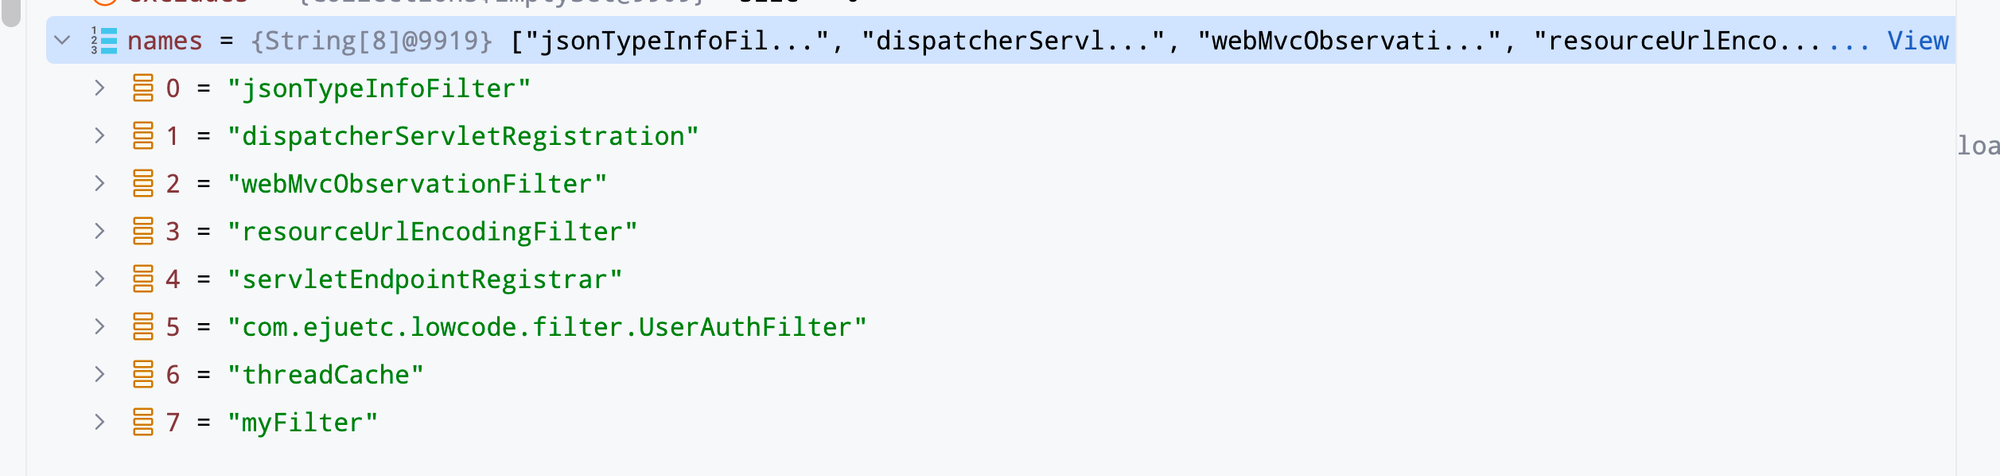 names = {String[8]@9919} ["jsonTypeInfoFil...", "dispatcherServl...", "webMvcObservati...", "resourceUrlEnco...... View
0 = "jsonTypeInfoFilter"
1 = "dispatcherServletRegistration"
loa
2 = "webMvcObservationFilter"
3 = "resourceUrlEncodingFilter"
4 = "servletEndpointRegistrar"
5 = "com.ejuetc.lowcode.filter.UserAuthFilter"
6 = "threadCache"
7 = "myFilter"